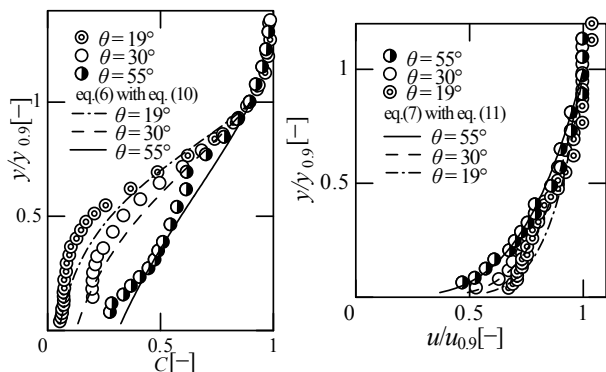 θ = 19°
θ = 30°
θ = 55°
eq.(6) with eq. (10)
θ = 19°
θ = 30°
θ = 55°
y/y 0.9[−]
1
0.5
0
0.5
1
C[−]
θ = 55°
θ = 30°
θ = 19°
eq.(7) with eq. (11)
θ = 55°
θ = 30°
θ = 19°
y/y 0.9[−]
1
0.5
0
0.5
1
u/u0.9[−]